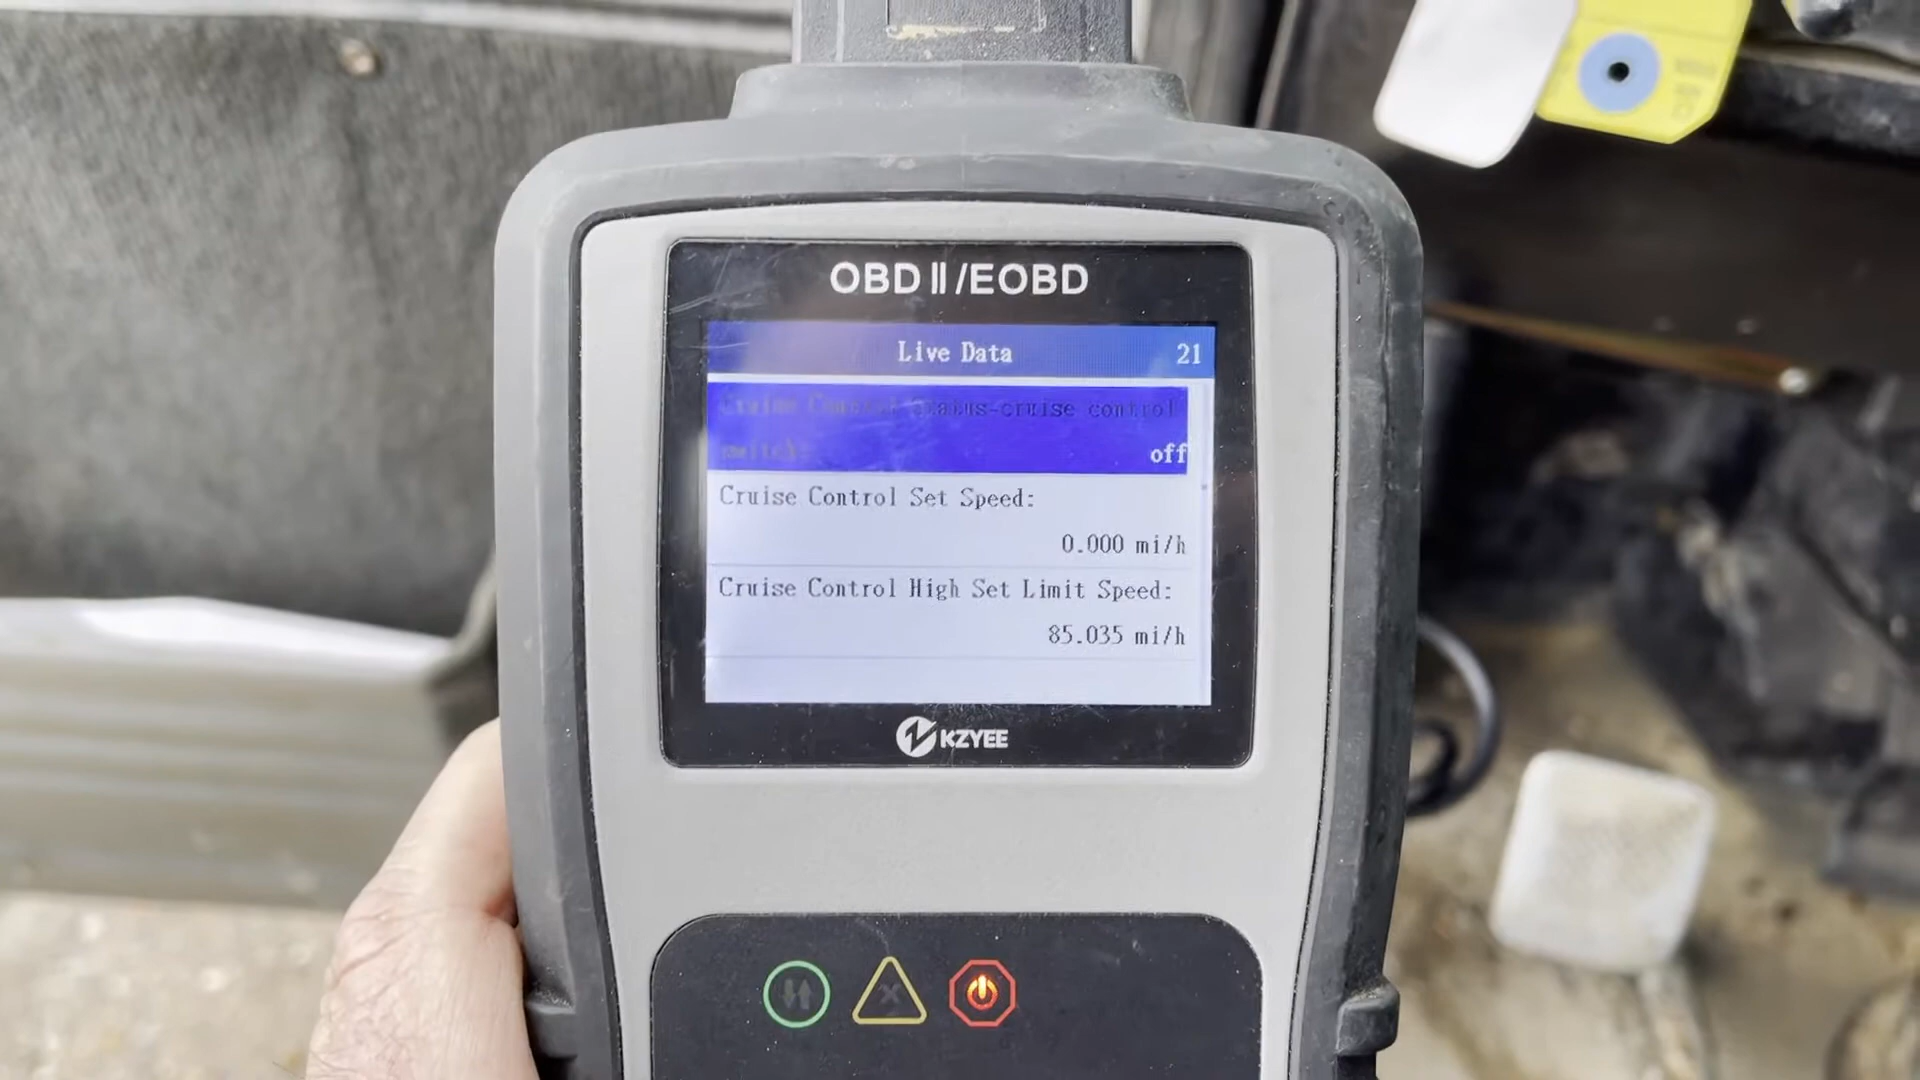 OBD II/EOBD
Live Data 21
Cruise Control Status-cruise control
switch: off
Cruise Control Set Speed:
0.000 mi/h
Cruise Control High Set Limit Speed:
85.035 mi/h
KZYEE